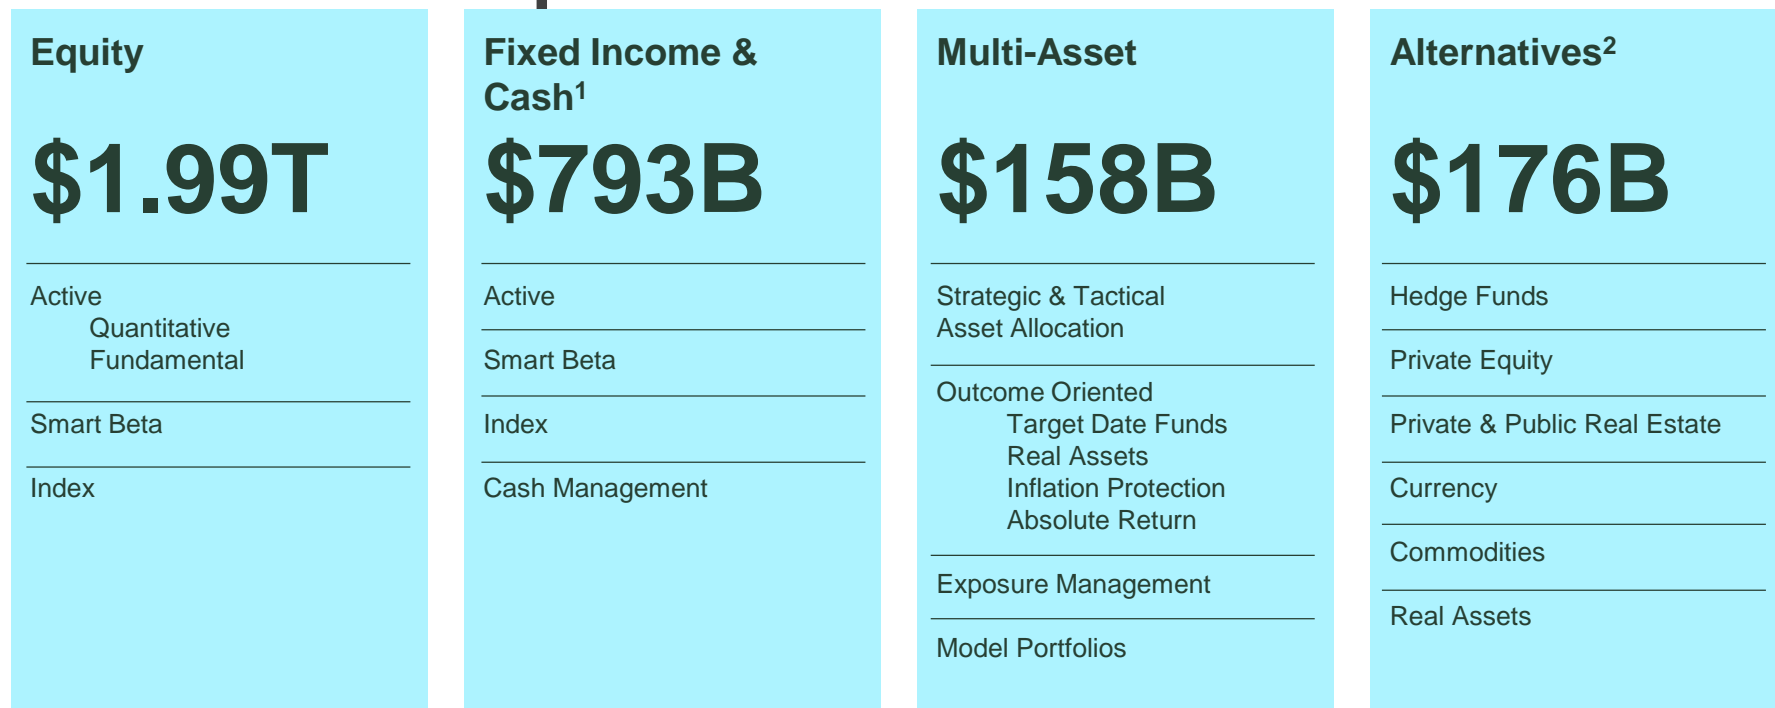 Equity
$1.99T
Active
Quantitative
Fundamental
Smart Beta
Index
Fixed Income &
Cash¹
$793B
Active
Smart Beta
Index
Cash Management
Multi-Asset
$158B
Strategic & Tactical
Asset Allocation
Outcome Oriented
Target Date Funds
Real Assets
Inflation Protection
Absolute Return
Exposure Management
Model Portfolios
Alternatives²
$176B
Hedge Funds
Private Equity
Private & Public Real Estate
Currency
Commodities
Real Assets